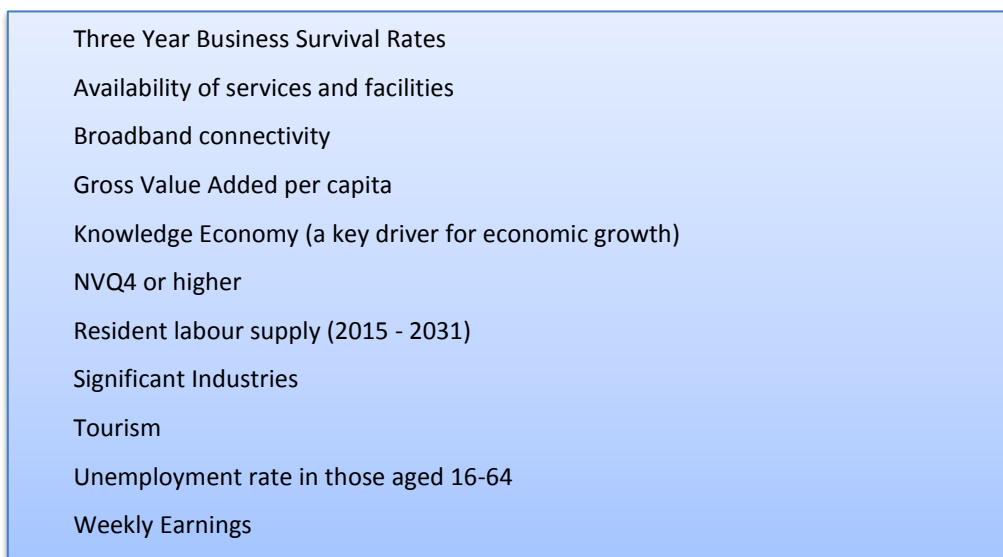 Three Year Business Survival Rates
Availability of services and facilities
Broadband connectivity
Gross Value Added per capita
Knowledge Economy (a key driver for economic growth)
NVQ4 or higher
Resident labour supply (2015 - 2031)
Significant Industries
Tourism
Unemployment rate in those aged 16-64
Weekly Earnings